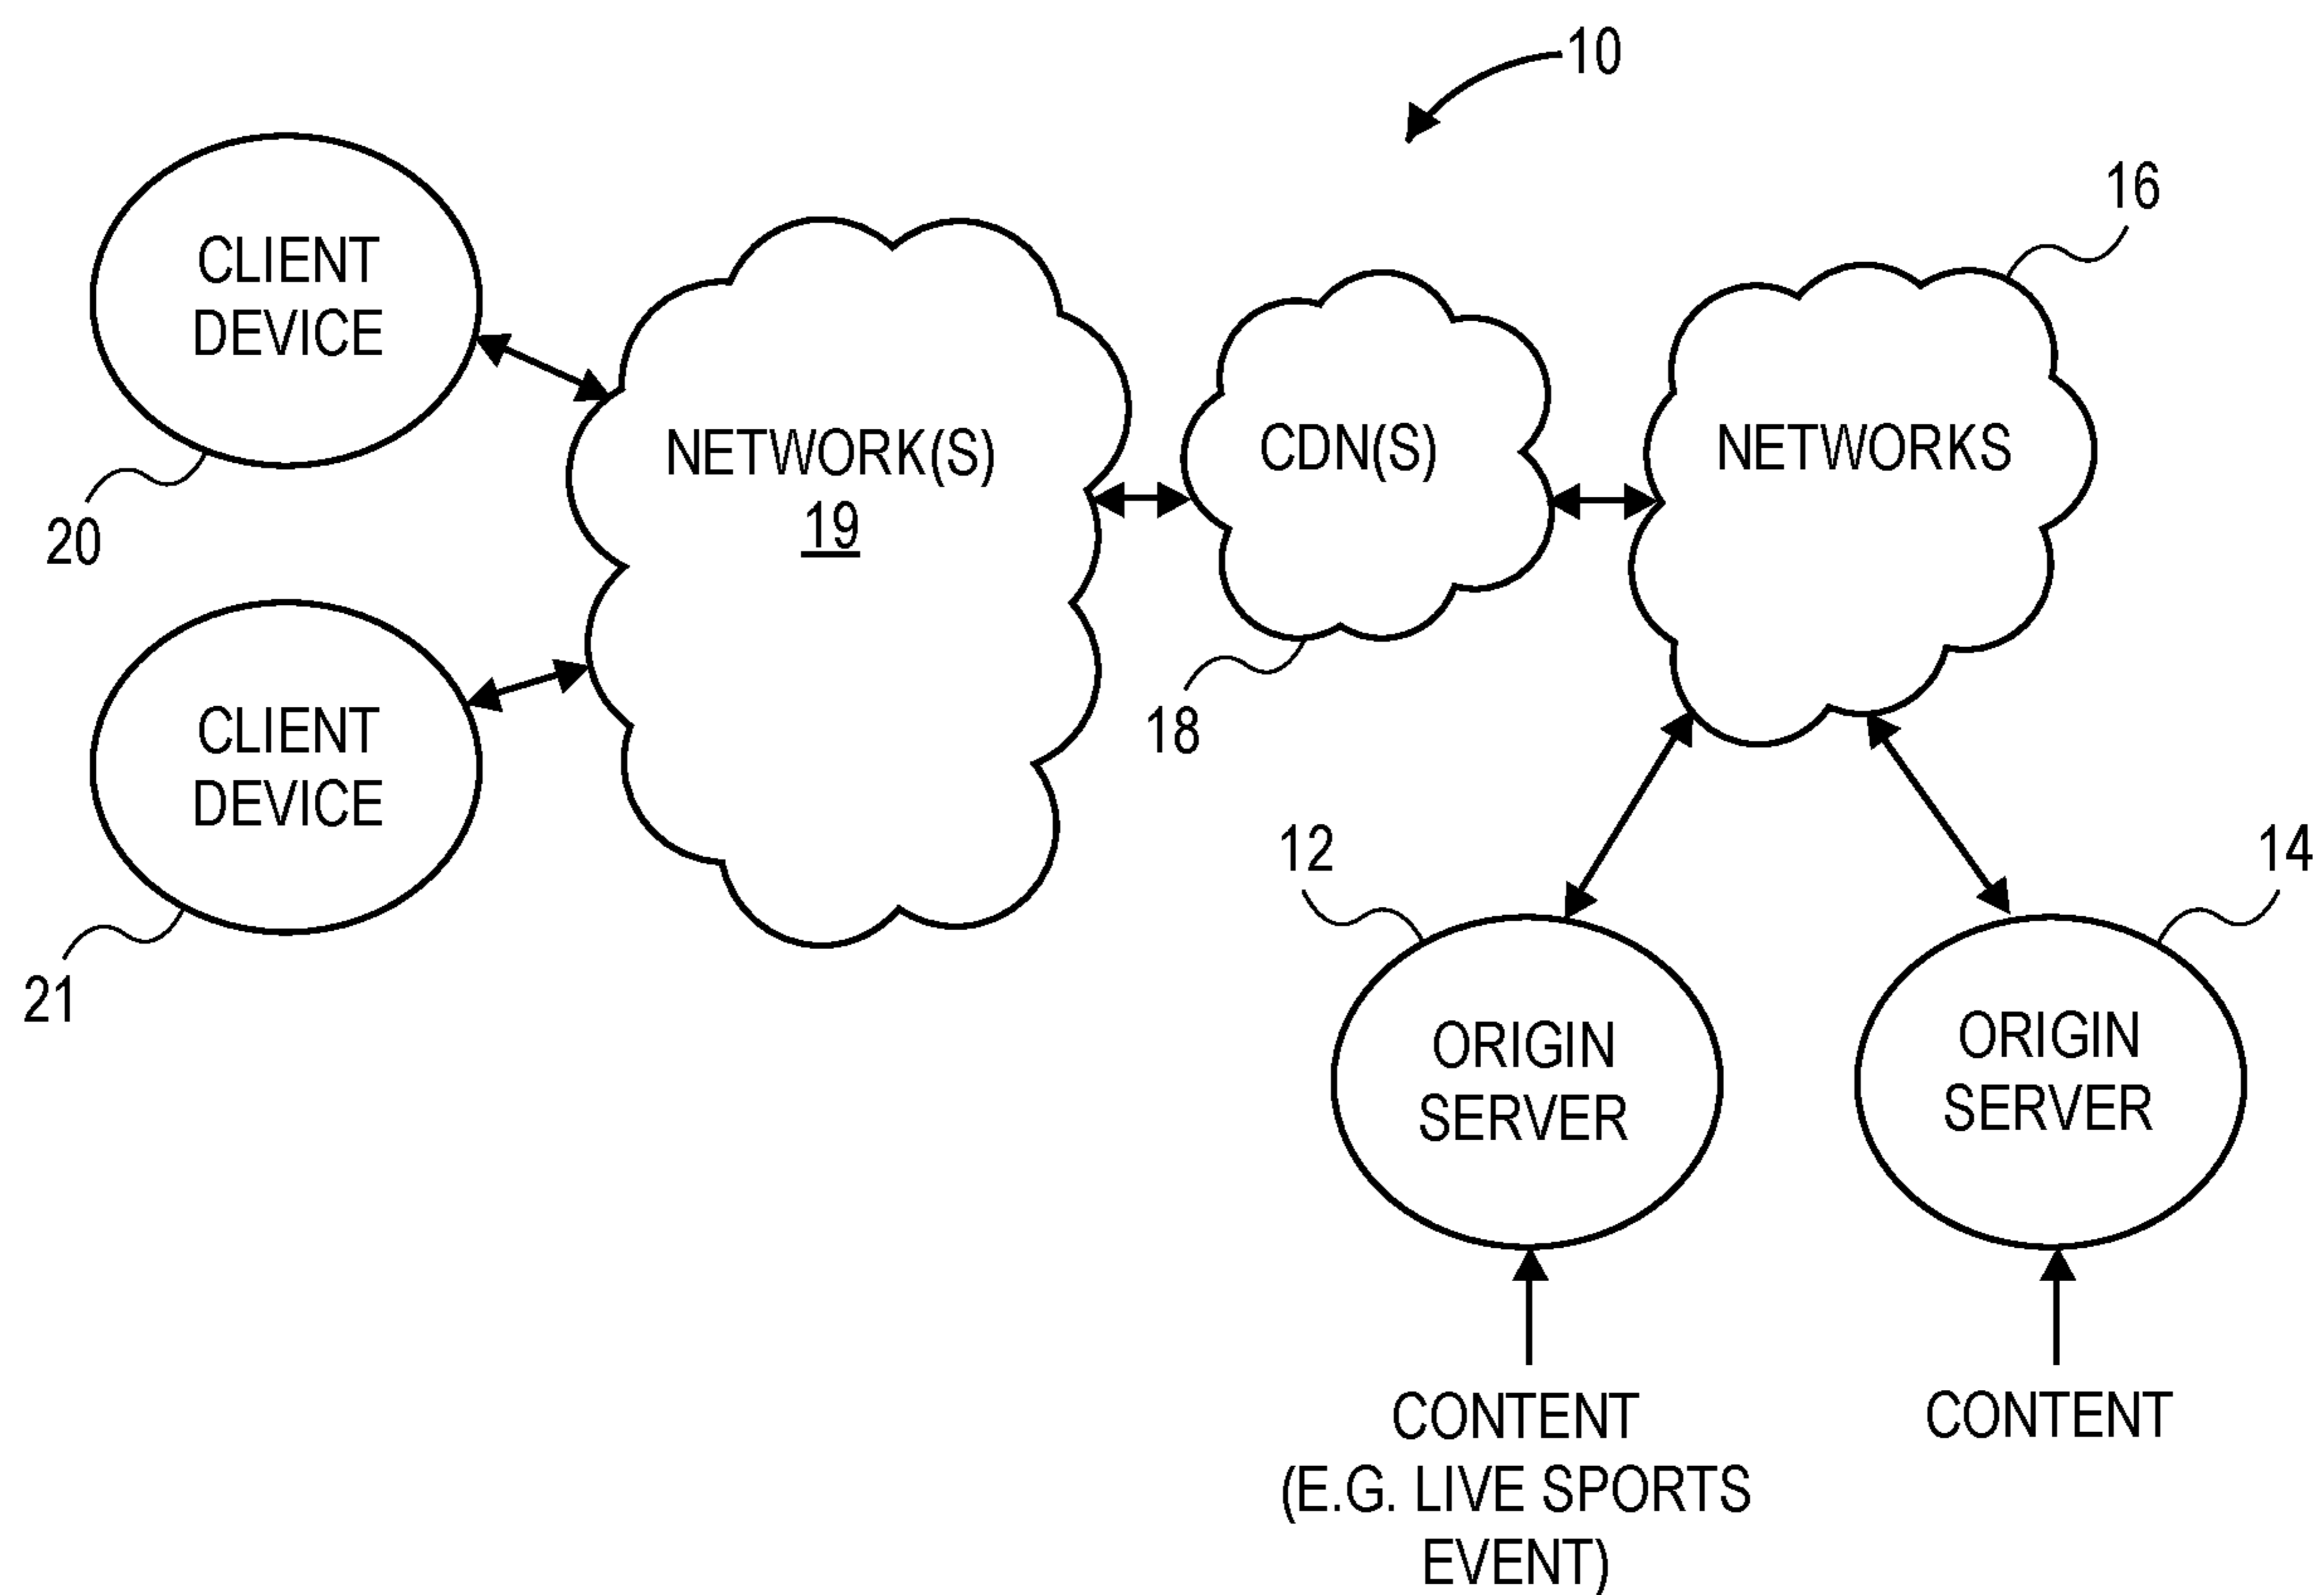 10
16
CLIENT
DEVICE
20
NETWORK(S)
19
CDN(S)
18
NETWORKS
CLIENT
DEVICE
21
12
14
ORIGIN
SERVER
ORIGIN
SERVER
CONTENT
(E.G. LIVE SPORTS
EVENT)
CONTENT